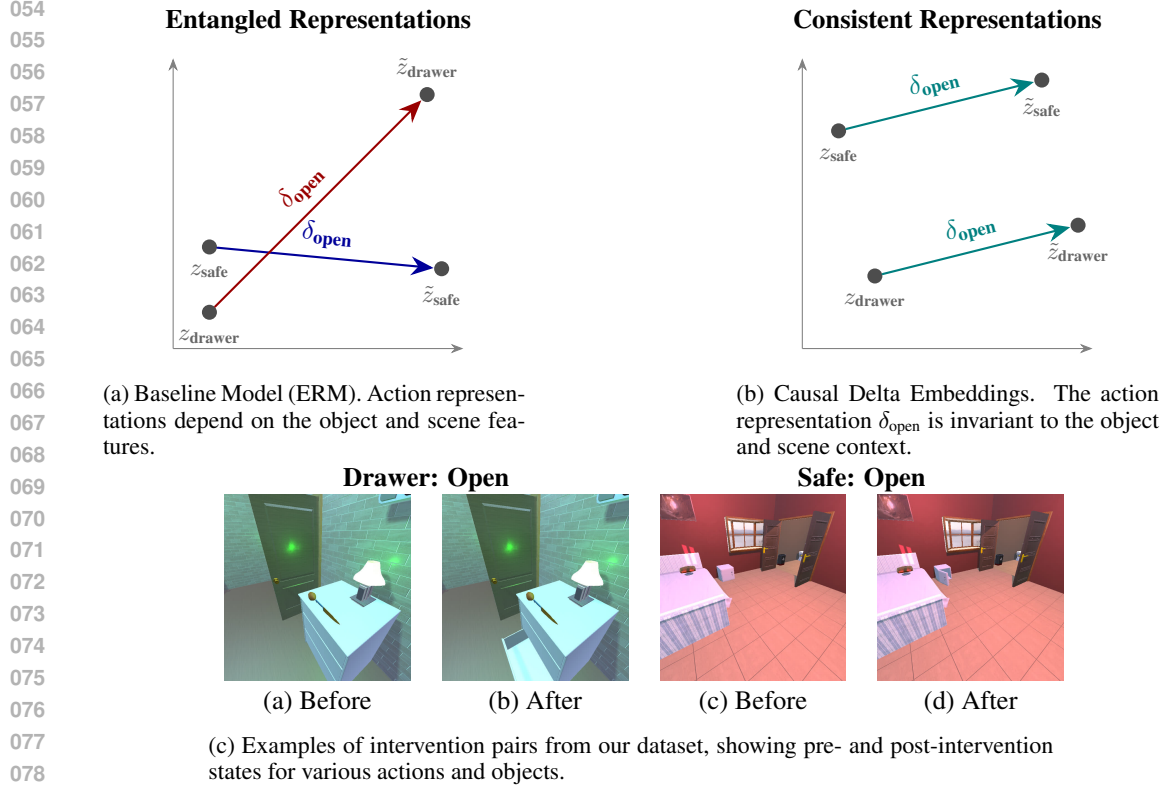 054
055
056
057
058
059
060
061
062
063
064
065
066
067
068
069
070
071
072
073
074
075
076
077
078
Entangled Representations
z̃drawer
δopen
δopen
zsafe
z̃safe
zdrawer
(a) Baseline Model (ERM). Action represen-
tations depend on the object and scene fea-
tures.
Consistent Representations
δopen
z̃safe
zsafe
δopen
z̃drawer
zdrawer
(b) Causal Delta Embeddings. The action
representation δopen is invariant to the object
and scene context.
Drawer: Open
Safe: Open
(a) Before
(b) After
(c) Before
(d) After
(c) Examples of intervention pairs from our dataset, showing pre- and post-intervention
states for various actions and objects.